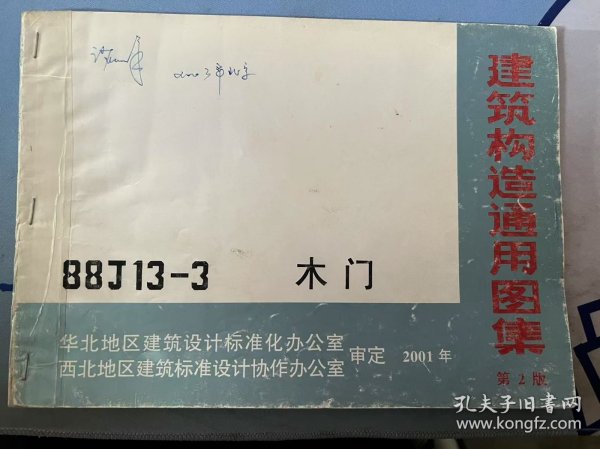 建筑构造通用图集
第2版
88J13-3 木门
华北地区建筑设计标准化办公室
西北地区建筑标准设计协作办公室
审定 2001年
孔夫子旧书网
www.kongfz.com